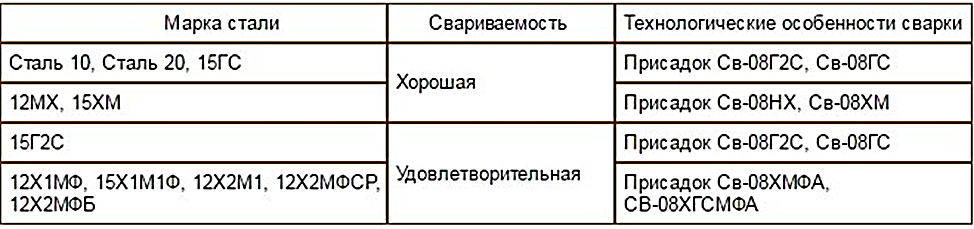 Марка стали
Свариваемость
Технологические особенности сварки
Сталь 10, Сталь 20, 15ГС
Хорошая
Присадок Св-08Г2С, Св-08ГС
12МХ, 15ХМ
Присадок Св-08НХ, Св-08ХМ
15Г2С
Удовлетворительная
Присадок Св-08Г2С, Св-08ГС
12Х1МФ, 15Х1М1Ф, 12Х2М1, 12Х2МФСР,
12Х2МФБ
Присадок Св-08ХМФА,
СВ-08ХГСМФА